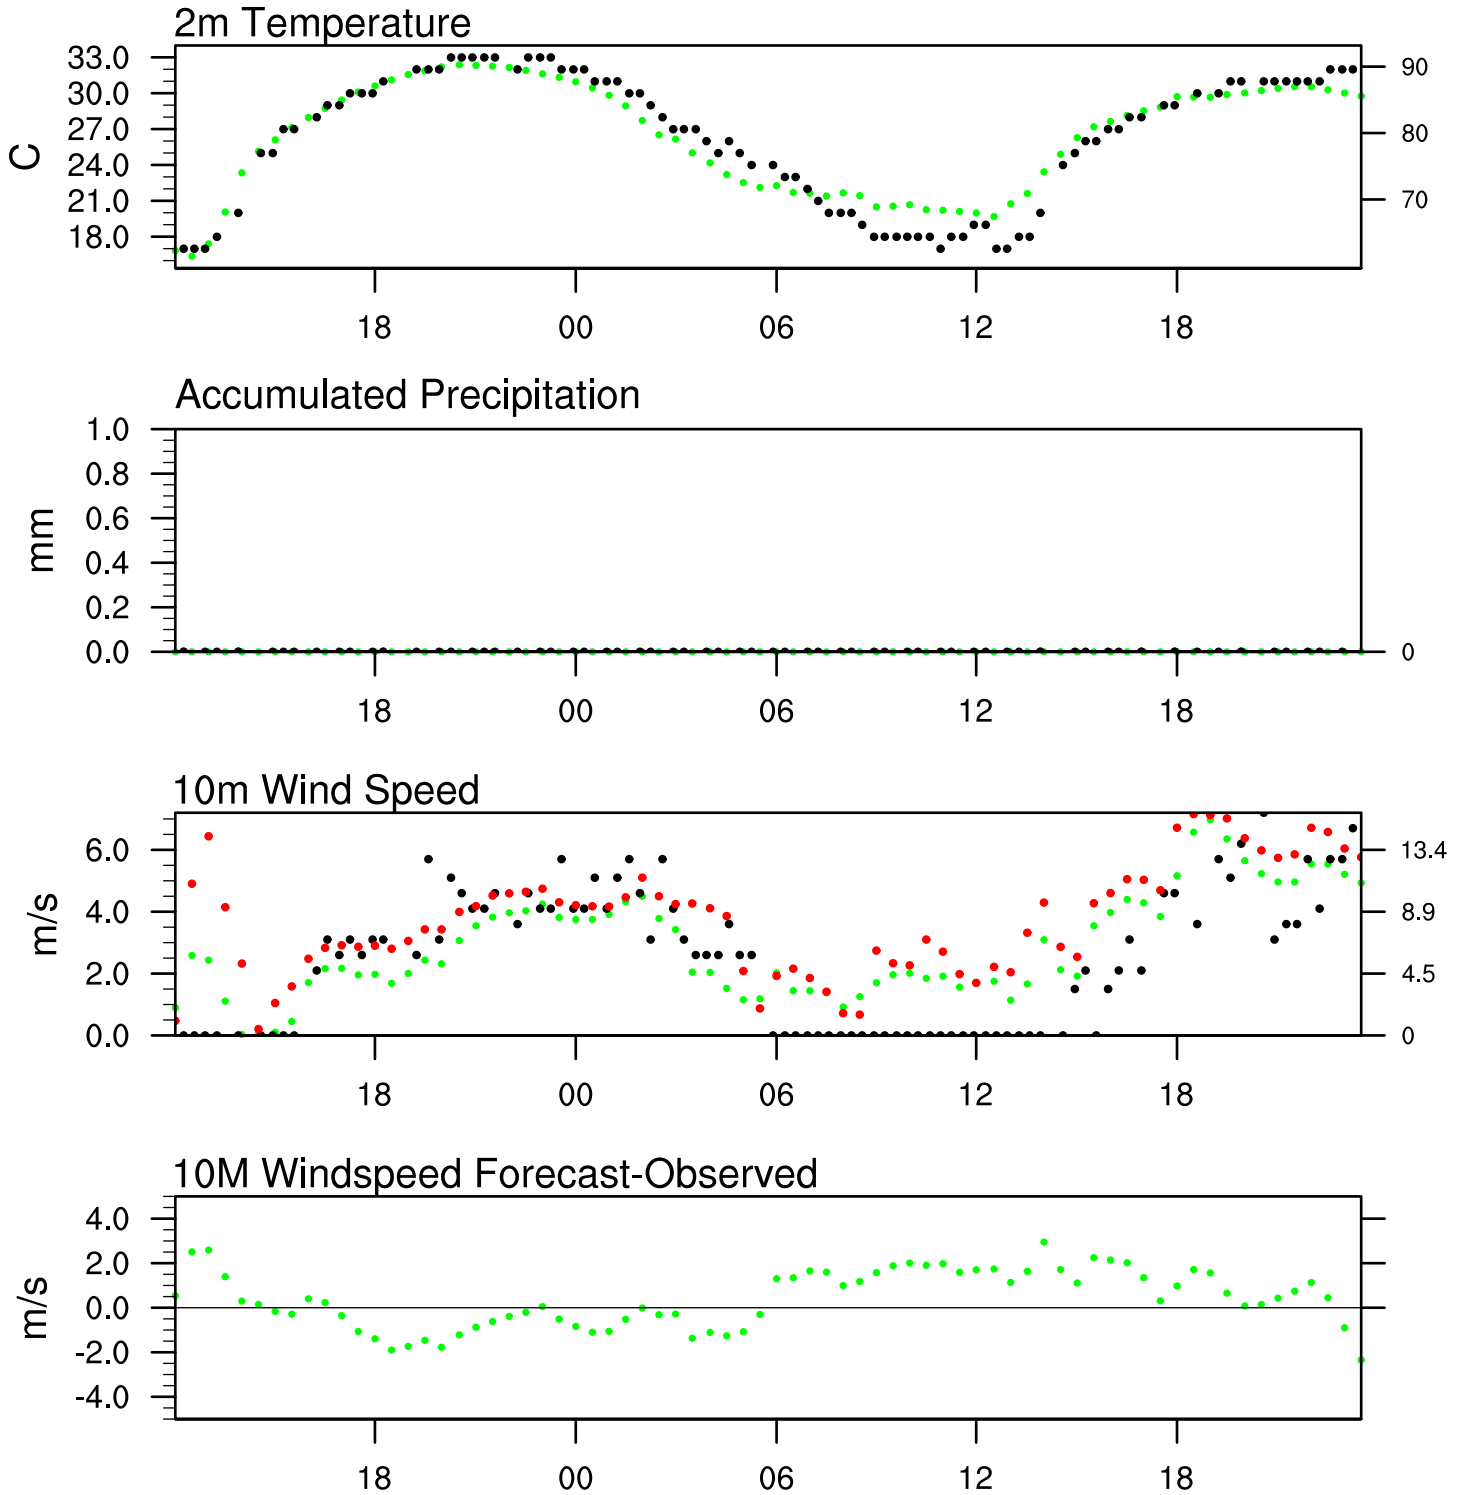 2m Temperature
33.0
30.0
27.0
24.0
21.0
18.0
C
90
80
70
18 00 06 12 18
Accumulated Precipitation
1.0
0.8
0.6
0.4
0.2
0.0
mm
0
18 00 06 12 18
10m Wind Speed
6.0
4.0
2.0
0.0
m/s
13.4
8.9
4.5
0
18 00 06 12 18
10M Windspeed Forecast-Observed
4.0
2.0
0.0
-2.0
-4.0
m/s
18 00 06 12 18